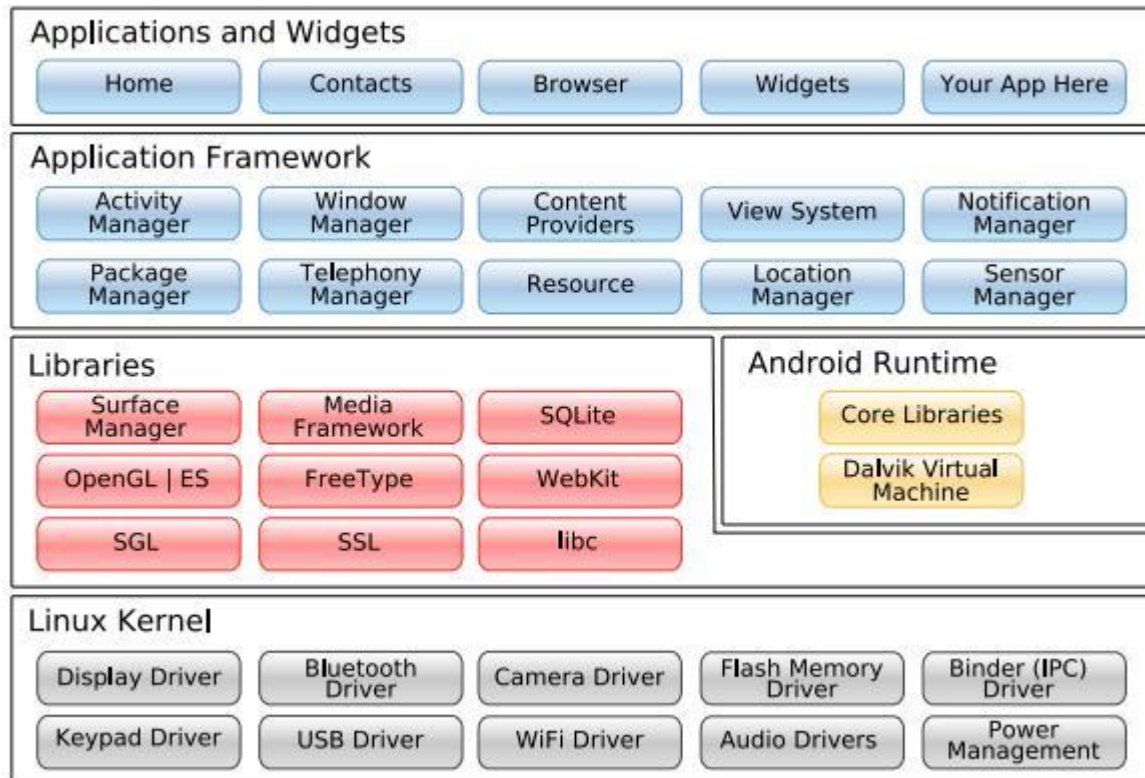 Applications and Widgets
Home
Contacts
Browser
Widgets
Your App Here
Application Framework
Activity
Manager
Window
Manager
Content
Providers
View System
Notification
Manager
Package
Manager
Telephony
Manager
Resource
Location
Manager
Sensor
Manager
Libraries
Surface
Manager
Media
Framework
SQLite
OpenGL | ES
FreeType
WebKit
SGL
SSL
libc
Android Runtime
Core Libraries
Dalvik Virtual
Machine
Linux Kernel
Display Driver
Bluetooth
Driver
Camera Driver
Flash Memory
Driver
Binder (IPC)
Driver
Keypad Driver
USB Driver
WiFi Driver
Audio Drivers
Power
Management